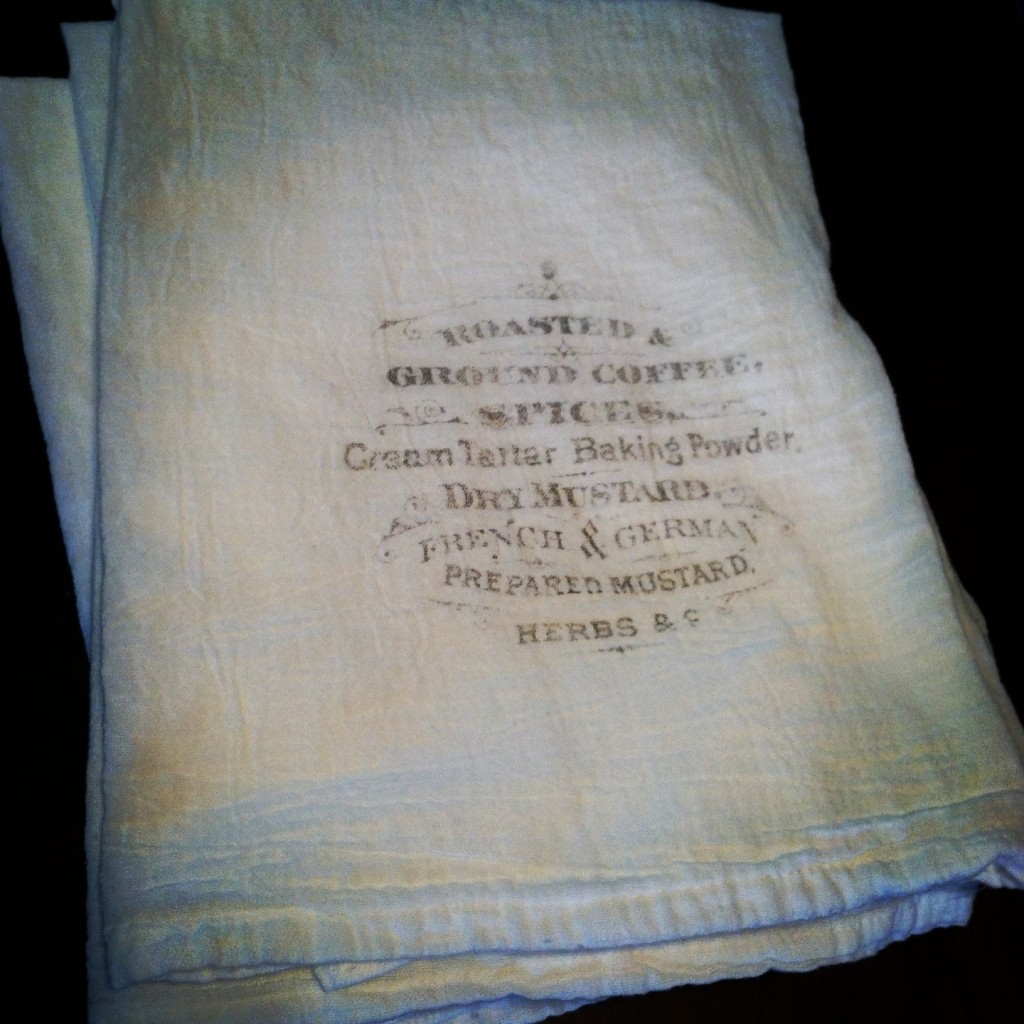 ROASTED &
GROUND COFFEE,
SPICES,
Cream Tartar Baking Powder,
DRY MUSTARD,
FRENCH & GERMAN
PREPARED MUSTARD,
HERBS & c